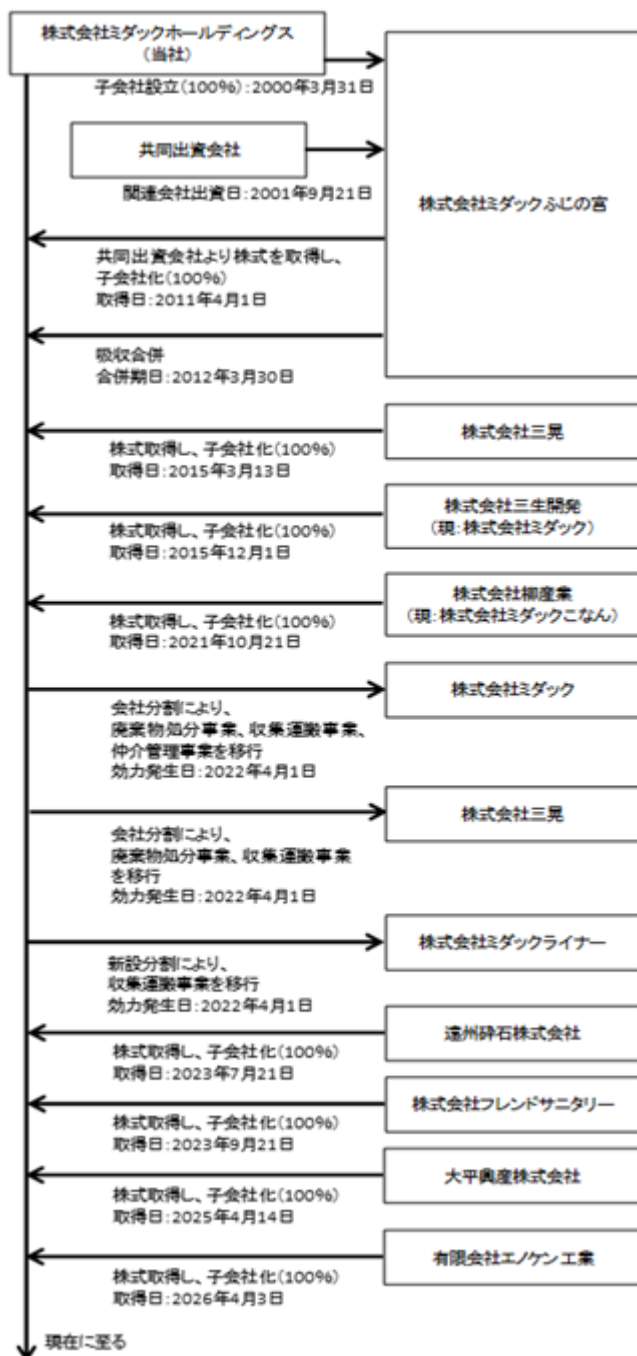 株式会社ミダックホールディングス
(当社)
子会社設立(100%):2000年3月31日
共同出資会社
関連会社出資日:2001年9月21日
株式会社ミダックふじの宮
共同出資会社より株式を取得し、
子会社化(100%)
取得日:2011年4月1日
吸収合併
合併期日:2012年3月30日
株式会社三晃
株式取得し、子会社化(100%)
取得日:2015年3月13日
株式会社三生開発
(現:株式会社ミダック)
株式取得し、子会社化(100%)
取得日:2015年12月1日
株式会社柳産業
(現:株式会社ミダックこなん)
株式取得し、子会社化(100%)
取得日:2021年10月21日
株式会社ミダック
会社分割により、
廃棄物処分事業、収集運搬事業、
仲介管理事業を移行
効力発生日:2022年4月1日
株式会社三晃
会社分割により、
廃棄物処分事業、収集運搬事業
を移行
効力発生日:2022年4月1日
株式会社ミダックライナー
新設分割により、
収集運搬事業を移行
効力発生日:2022年4月1日
遠州砕石株式会社
株式取得し、子会社化(100%)
取得日:2023年7月21日
株式会社フレンドサニタリー
株式取得し、子会社化(100%)
取得日:2023年9月21日
大平興産株式会社
株式取得し、子会社化(100%)
取得日:2025年4月14日
有限会社エノケン工業
株式取得し、子会社化(100%)
取得日:2026年4月3日
現在に至る